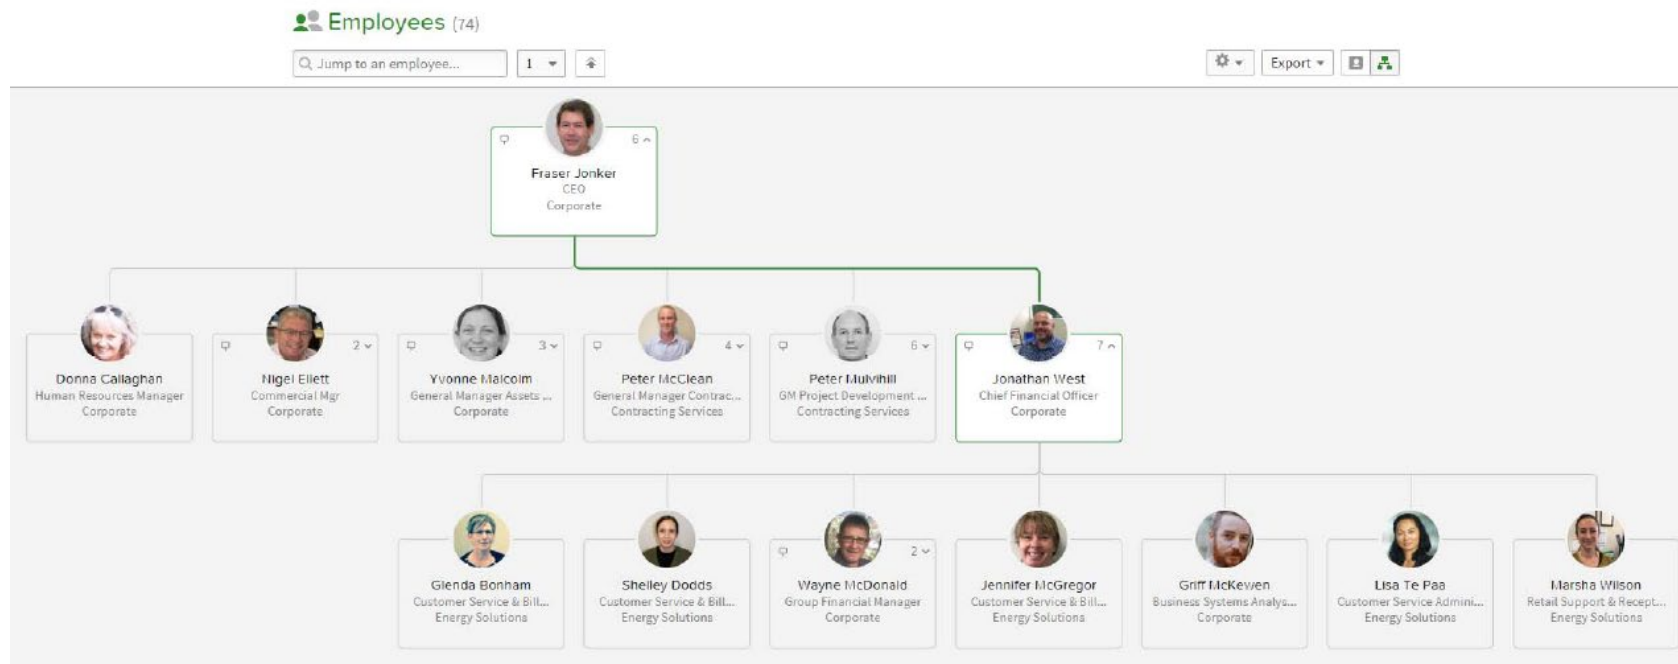 Employees (74)
Jump to an employee...
1
Export
6
Fraser Jonker
CEO
Corporate
Donna Callaghan
Human Resources Manager
Corporate
2
Nigel Ellett
Commercial Mgr
Corporate
3
Yvonne Malcolm
General Manager Assets ...
Corporate
4
Peter McClean
General Manager Contrac...
Contracting Services
6
Peter Mulvihill
GM Project Development ...
Contracting Services
7
Jonathan West
Chief Financial Officer
Corporate
Glenda Bonham
Customer Service & Bill...
Energy Solutions
Shelley Dodds
Customer Service & Bill...
Energy Solutions
2
Wayne McDonald
Group Financial Manager
Corporate
Jennifer McGregor
Customer Service & Bill...
Energy Solutions
Griff McKewen
Business Systems Analys...
Corporate
Lisa Te Paa
Customer Service Admini...
Energy Solutions
Marsha Wilson
Retail Support & Recept...
Energy Solutions